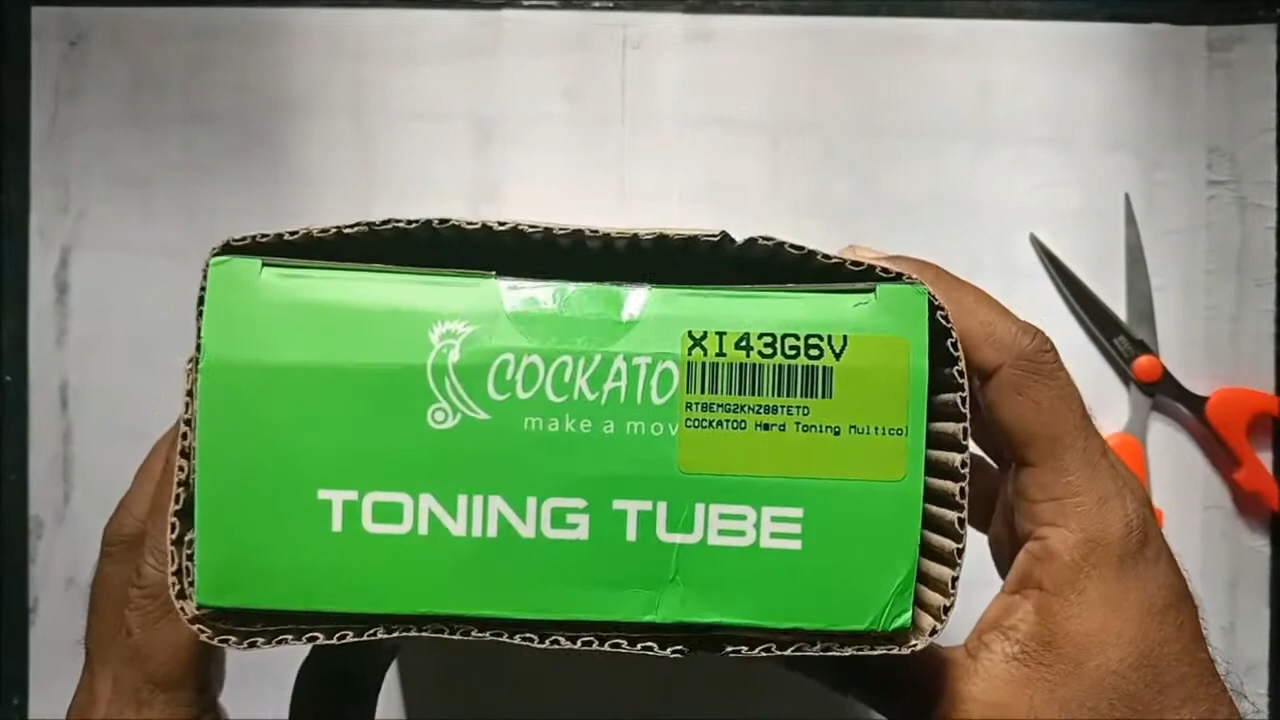 COCKATO
make a mov
TONING TUBE
XI43G6V
RTBEMG2KNZ88TETD
COCKATOO Hard Toning Multicol